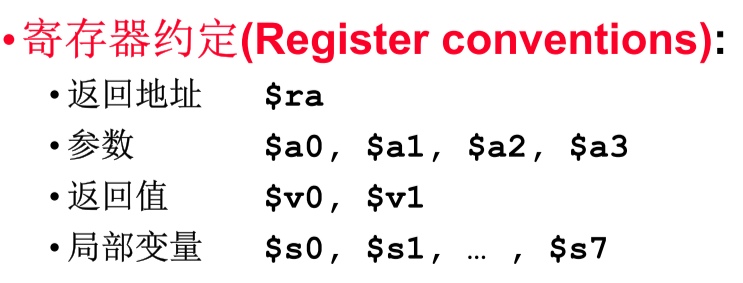 •寄存器约定(Register conventions):
•返回地址 $ra
•参数 $a0, $a1, $a2, $a3
•返回值 $v0, $v1
•局部变量 $s0, $s1, … , $s7